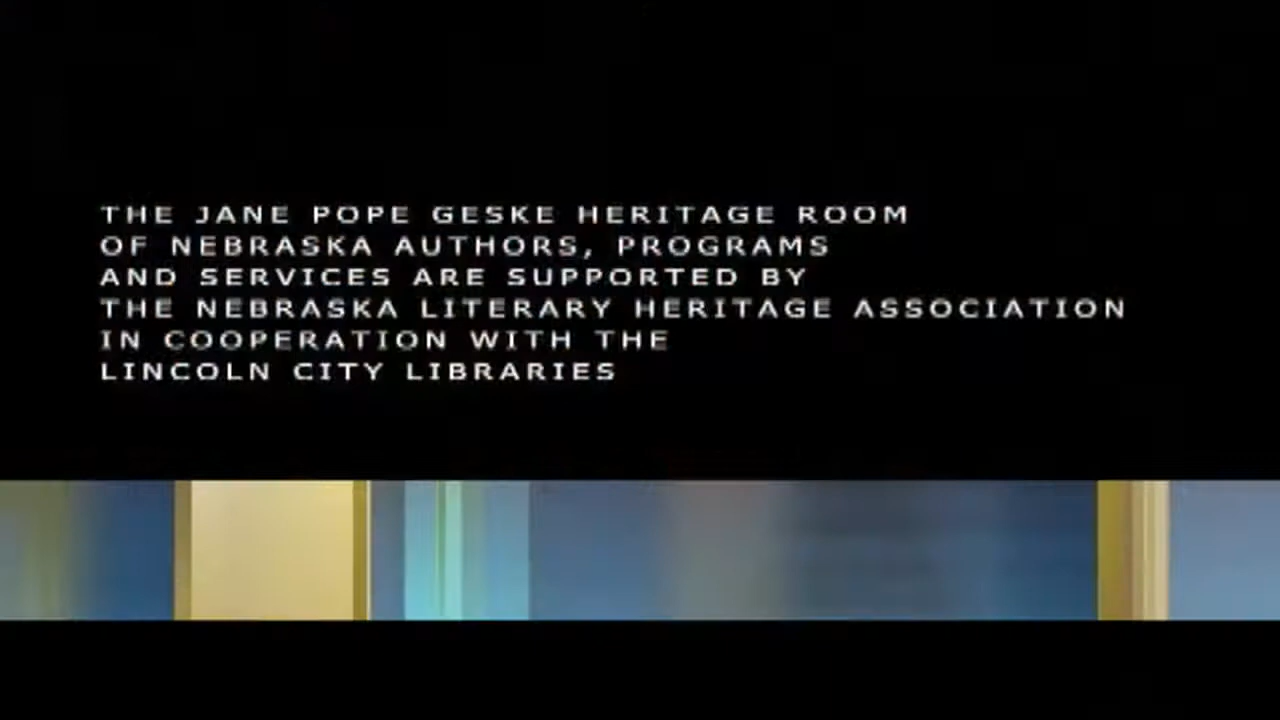 THE JANE POPE GESKE HERITAGE ROOM
OF NEBRASKA AUTHORS, PROGRAMS
AND SERVICES ARE SUPPORTED BY
THE NEBRASKA LITERARY HERITAGE ASSOCIATION
IN COOPERATION WITH THE
LINCOLN CITY LIBRARIES